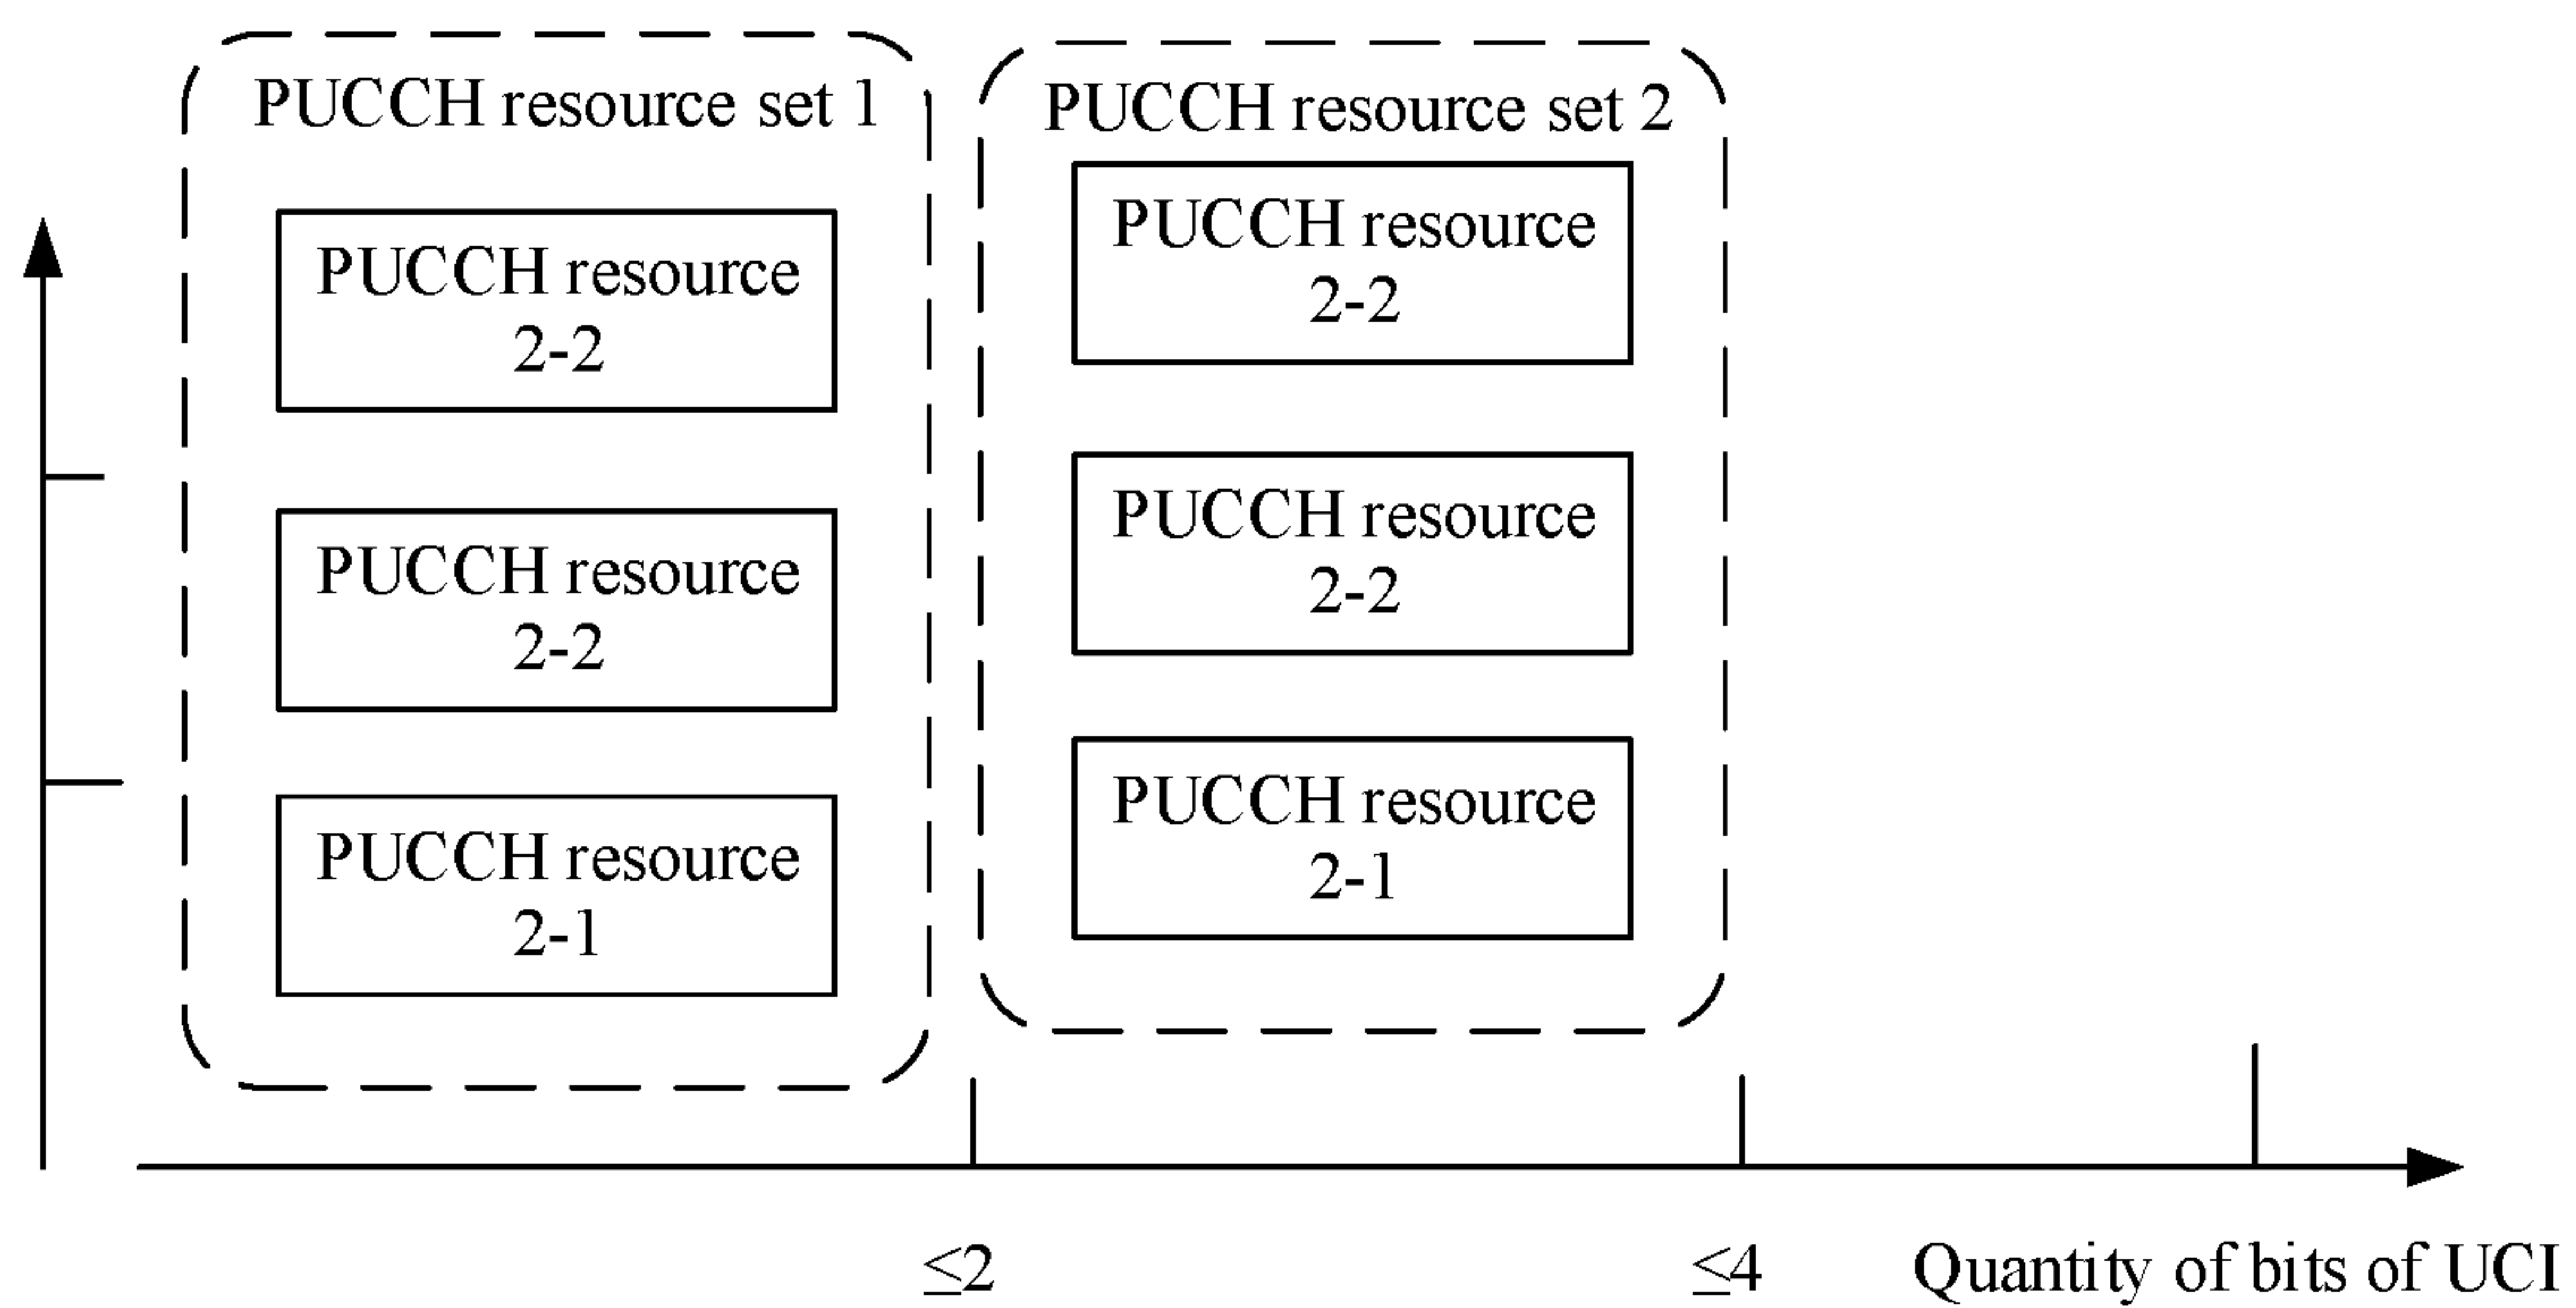 PUCCH resource set 1
PUCCH resource
2-2
PUCCH resource
2-2
PUCCH resource
2-1
PUCCH resource set 2
PUCCH resource
2-2
PUCCH resource
2-2
PUCCH resource
2-1
≤2
≤4
Quantity of bits of UCI